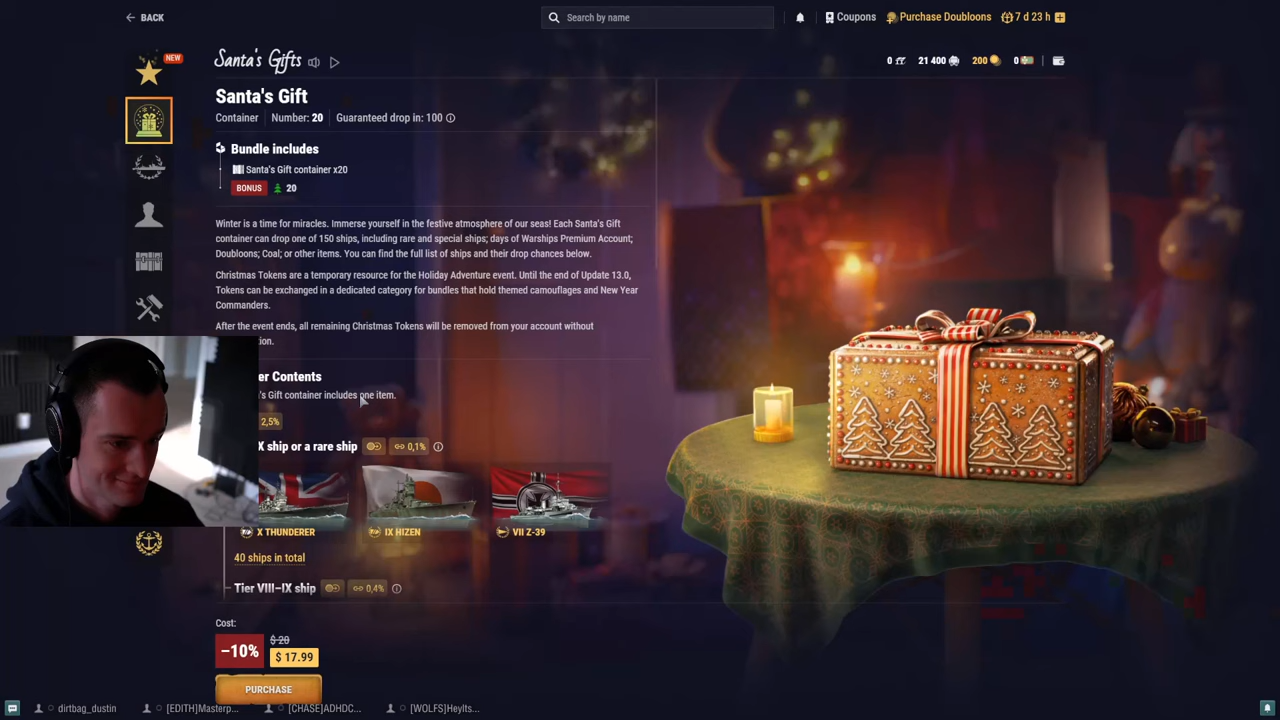 BACK
Search by name
Coupons
Purchase Doubloons
7 d 23 h
NEW
Santa's Gifts
0
21 400
200
0
Santa's Gift
Container
Number: 20
Guaranteed drop in: 100
Bundle includes
Santa's Gift container x20
BONUS
20
Winter is a time for miracles. Immerse yourself in the festive atmosphere of our seas! Each Santa's Gift
container can drop one of 150 ships, including rare and special ships; days of Warships Premium Account;
Doubloons; Coal; or other items. You can find the full list of ships and their drop chances below.
Christmas Tokens are a temporary resource for the Holiday Adventure event. Until the end of Update 13.0,
Tokens can be exchanged in a dedicated category for bundles that hold themed camouflages and New Year
Commanders.
After the event ends, all remaining Christmas Tokens will be removed from your account without
tion.
er Contents
's Gift container includes one item.
2,5%
X ship or a rare ship
0,1%
X THUNDERER
IX HIZEN
VII Z-39
40 ships in total
Tier VIII–IX ship
0,4%
Cost:
–10%
$ 20
$ 17.99
PURCHASE
dirtbag_dustin
[EDITH]Masterp...
[CHASE]ADHDC...
[WOLFS]HeyIts...